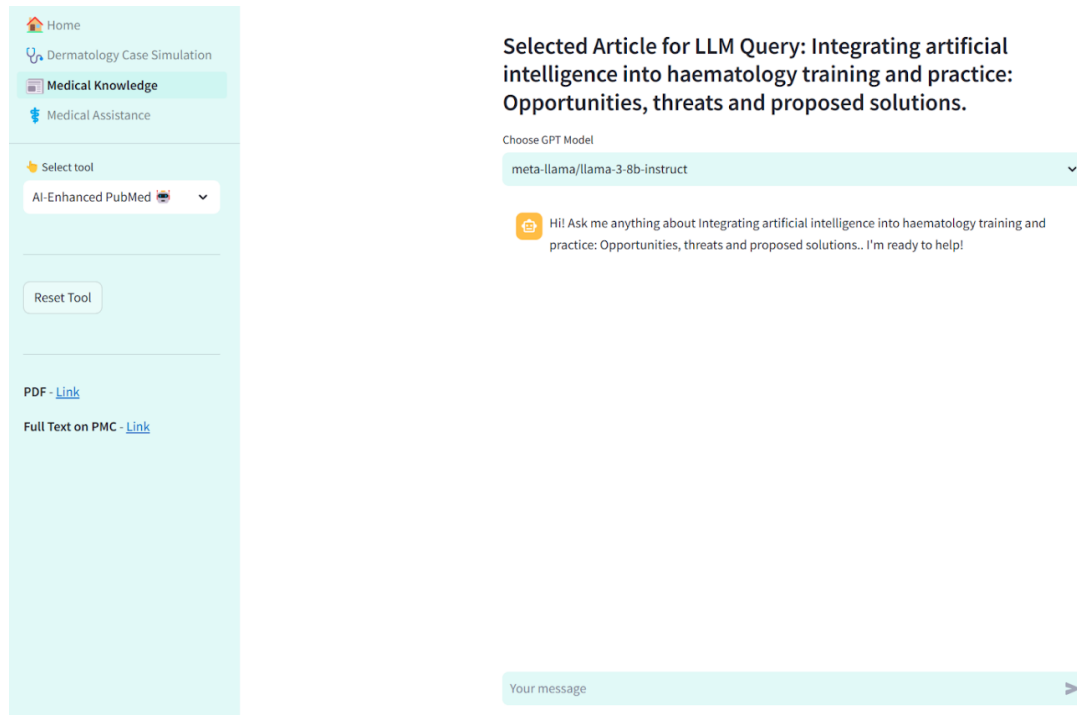 Home
Dermatology Case Simulation
Medical Knowledge
Medical Assistance
Select tool
AI-Enhanced PubMed
Reset Tool
PDF - Link
Full Text on PMC - Link
Selected Article for LLM Query: Integrating artificial
intelligence into haematology training and practice:
Opportunities, threats and proposed solutions.
Choose GPT Model
meta-llama/llama-3-8b-instruct
Hi! Ask me anything about Integrating artificial intelligence into haematology training and
practice: Opportunities, threats and proposed solutions.. I'm ready to help!
Your message